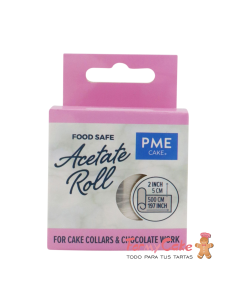 FOOD SAFE
Acetate
Roll
PME
CAKE
2 INCH
5 CM
500 CM
197 INCH
FOR CAKE COLLARS & CHOCOLATE WORK
TODO PARA TUS TARTAS